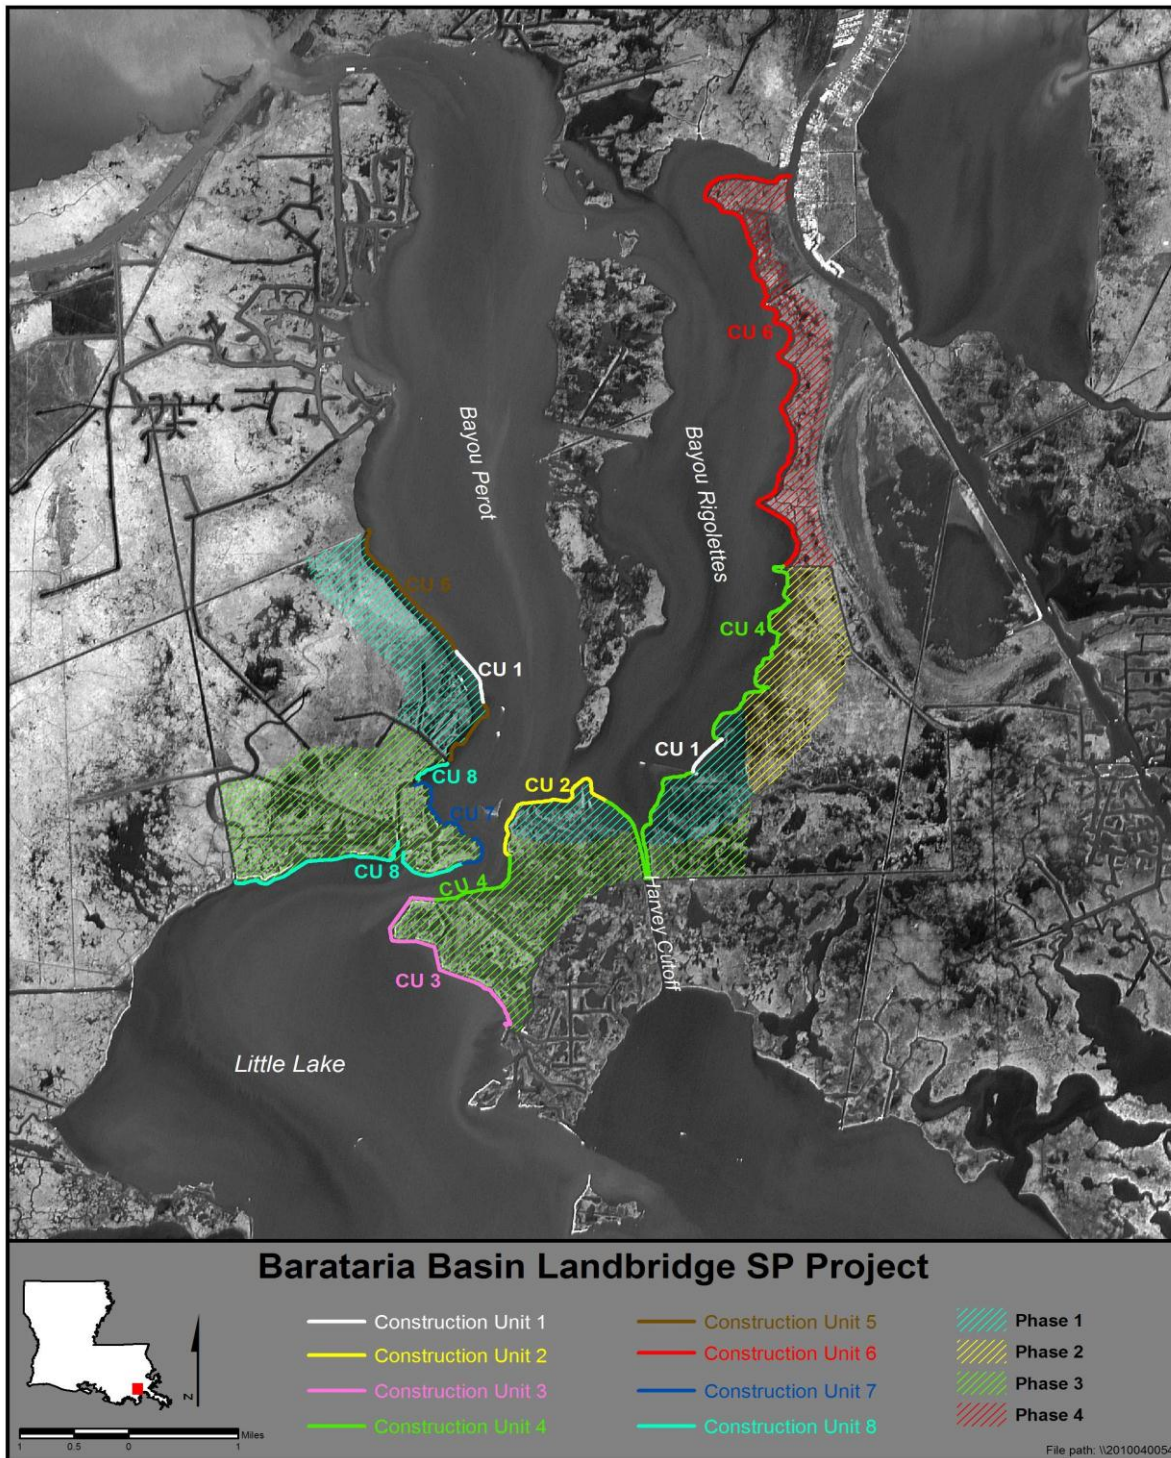 CU 6
Bayou Perot
Bayou Rigolettes
CU 5
CU 4
CU 1
CU 1
CU 8
CU 2
CU 7
CU 8
CU 4
Harvey Cutoff
CU 3
Little Lake
Barataria Basin Landbridge SP Project
Construction Unit 1
Construction Unit 5
Phase 1
Construction Unit 2
Construction Unit 6
Phase 2
Construction Unit 3
Construction Unit 7
Phase 3
Construction Unit 4
Construction Unit 8
Phase 4
N
Miles
1 0.5 0 1
File path: \\2010040054